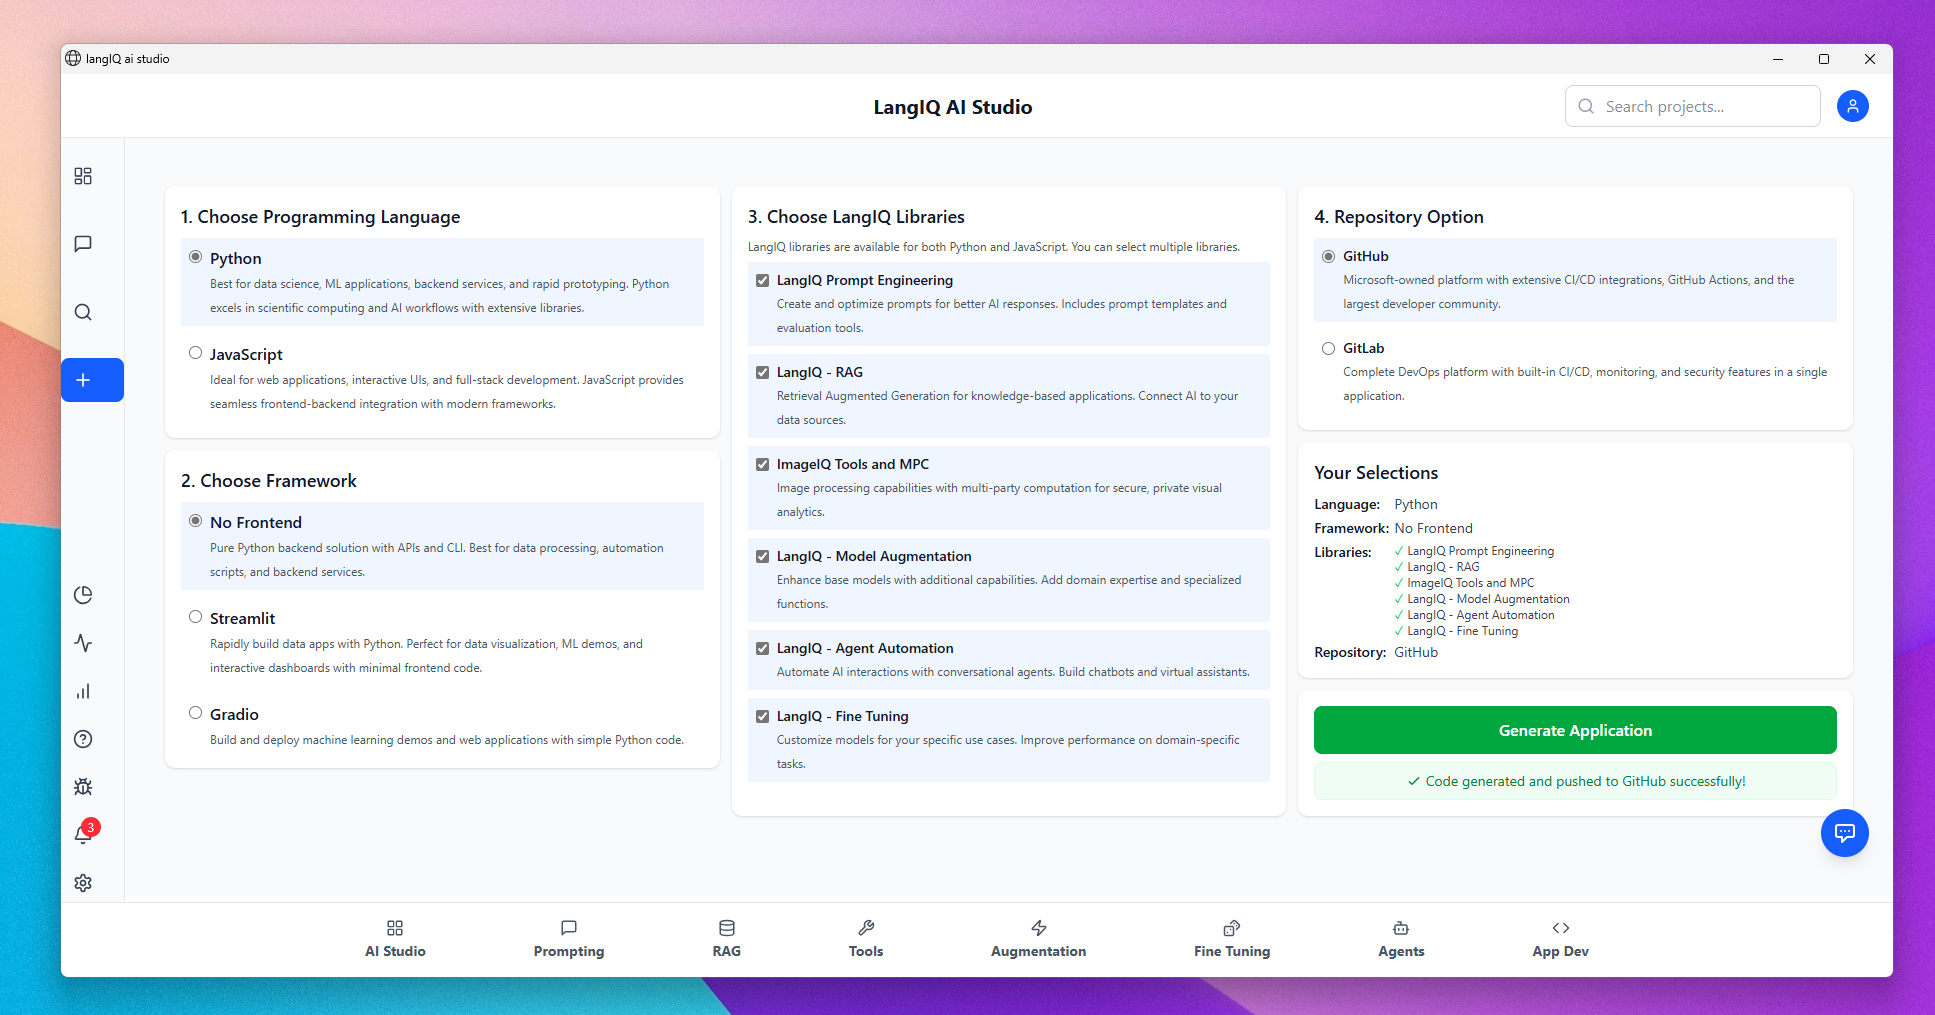 langIQ ai studio
LangIQ AI Studio
Search projects...
1. Choose Programming Language
Python
Best for data science, ML applications, backend services, and rapid prototyping. Python
excels in scientific computing and AI workflows with extensive libraries.
JavaScript
Ideal for web applications, interactive UIs, and full-stack development. JavaScript provides
seamless frontend-backend integration with modern frameworks.
2. Choose Framework
No Frontend
Pure Python backend solution with APIs and CLI. Best for data processing, automation
scripts, and backend services.
Streamlit
Rapidly build data apps with Python. Perfect for data visualization, ML demos, and
interactive dashboards with minimal frontend code.
Gradio
Build and deploy machine learning demos and web applications with simple Python code.
3. Choose LangIQ Libraries
LangIQ libraries are available for both Python and JavaScript. You can select multiple libraries.
LangIQ Prompt Engineering
Create and optimize prompts for better AI responses. Includes prompt templates and
evaluation tools.
LangIQ - RAG
Retrieval Augmented Generation for knowledge-based applications. Connect AI to your
data sources.
ImageIQ Tools and MPC
Image processing capabilities with multi-party computation for secure, private visual
analytics.
LangIQ - Model Augmentation
Enhance base models with additional capabilities. Add domain expertise and specialized
functions.
LangIQ - Agent Automation
Automate AI interactions with conversational agents. Build chatbots and virtual assistants.
LangIQ - Fine Tuning
Customize models for your specific use cases. Improve performance on domain-specific
tasks.
4. Repository Option
GitHub
Microsoft-owned platform with extensive CI/CD integrations, GitHub Actions, and the
largest developer community.
GitLab
Complete DevOps platform with built-in CI/CD, monitoring, and security features in a single
application.
Your Selections
Language: Python
Framework: No Frontend
Libraries: ✓ LangIQ Prompt Engineering
✓ LangIQ - RAG
✓ ImageIQ Tools and MPC
✓ LangIQ - Model Augmentation
✓ LangIQ - Agent Automation
✓ LangIQ - Fine Tuning
Repository: GitHub
Generate Application
✓ Code generated and pushed to GitHub successfully!
3
AI Studio
Prompting
RAG
Tools
Augmentation
Fine Tuning
Agents
App Dev